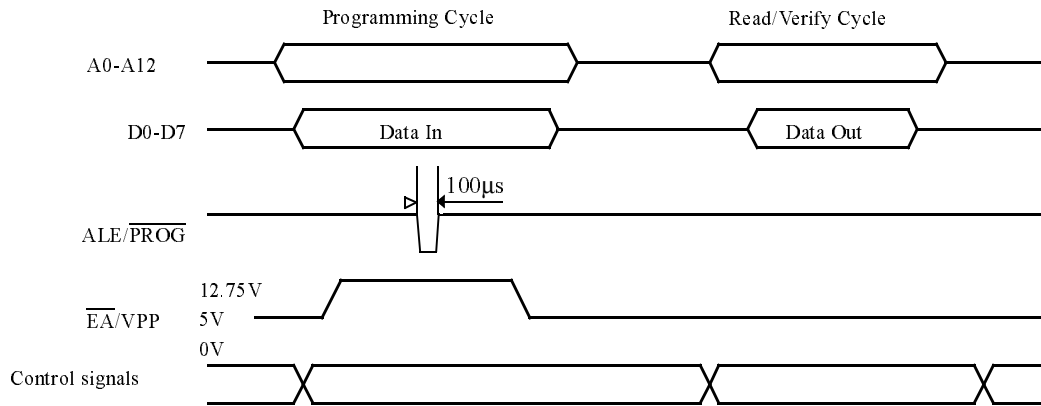 Programming Cycle
Read/Verify Cycle
A0-A12
D0-D7
Data In
Data Out
100μs
ALE/PROG
12.75V
EA/VPP
5V
0V
Control signals